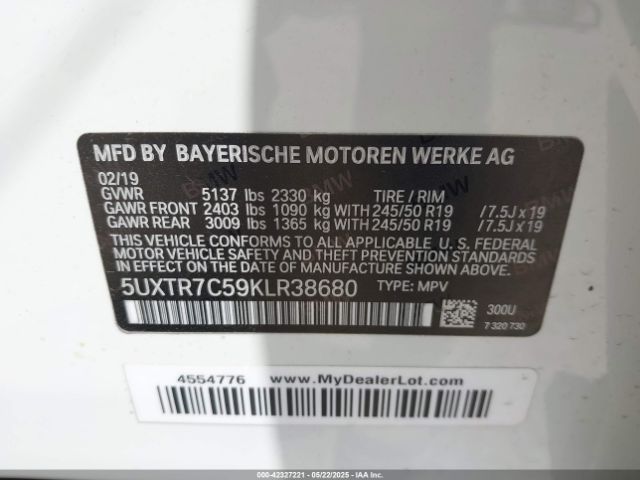 MFD BY BAYERISCHE MOTOREN WERKE AG
02/19
GVWR 5137 lbs 2330 kg TIRE / RIM
GAWR FRONT 2403 lbs 1090 kg WITH 245/50 R19 /7.5J x 19
GAWR REAR 3009 lbs 1365 kg WITH 245/50 R19 /7.5J x 19
THIS VEHICLE CONFORMS TO ALL APPLICABLE U. S. FEDERAL
MOTOR VEHICLE SAFETY AND THEFT PREVENTION STANDARDS
IN EFFECT ON THE DATE OF MANUFACTURE SHOWN ABOVE.
5UXTR7C59KLR38680 TYPE: MPV
300U
7 320 730
4554776 www.MyDealerLot.com
000-42327221 - 05/22/2025 - IAAI.com